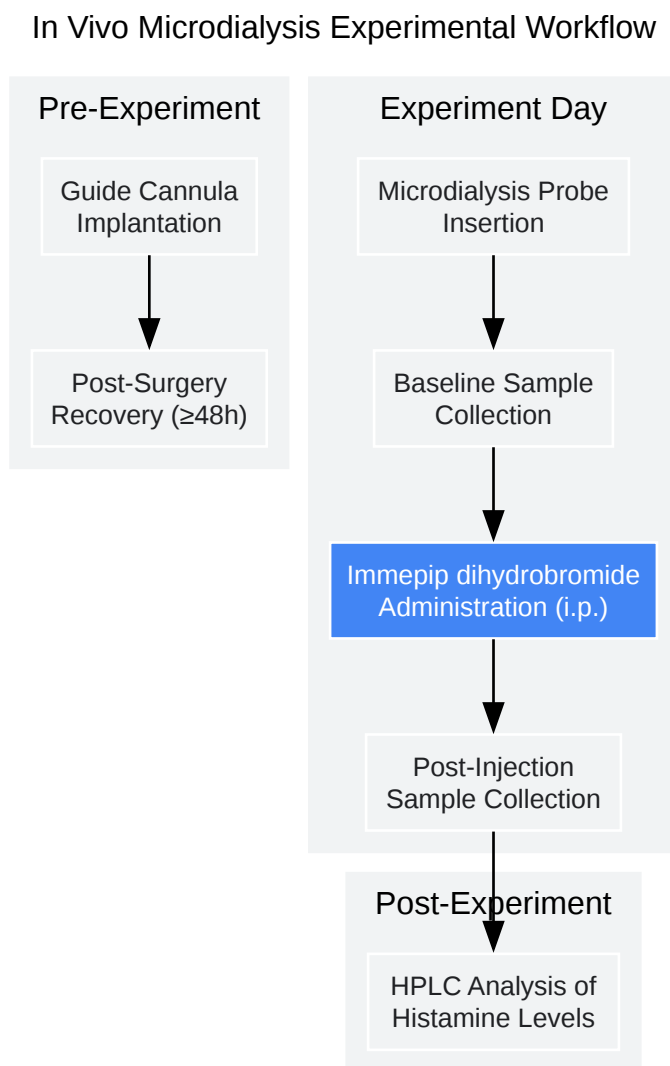 In Vivo Microdialysis Experimental Workflow
Pre-Experiment
Guide Cannula
Implantation
Post-Surgery
Recovery (≥48h)
Experiment Day
Microdialysis Probe
Insertion
Baseline Sample
Collection
Immepip dihydrobromide
Administration (i.p.)
Post-Injection
Sample Collection
Post-Experiment
HPLC Analysis of
Histamine Levels